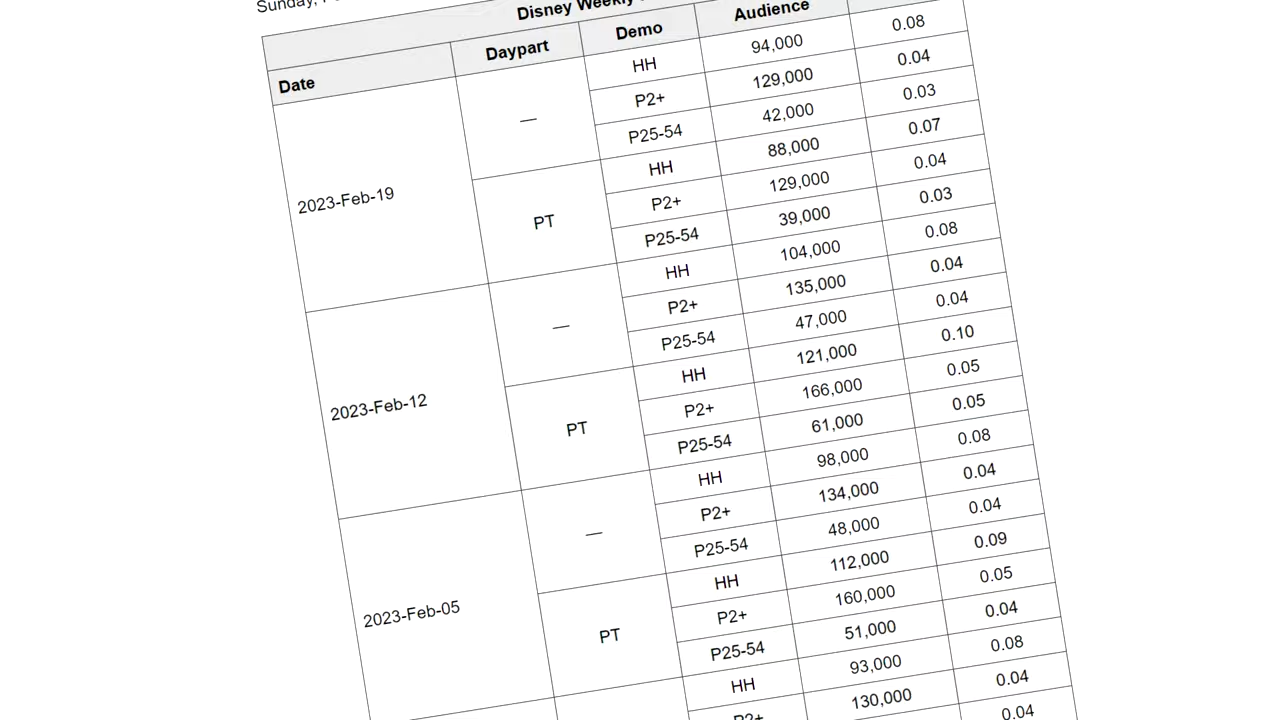 Sunday,
Disney Weekly
Date Daypart Demo Audience
2023-Feb-19 — HH 94,000 0.08
P2+ 129,000 0.04
P25-54 42,000 0.03
PT HH 88,000 0.07
P2+ 129,000 0.04
P25-54 39,000 0.03
2023-Feb-12 — HH 104,000 0.08
P2+ 135,000 0.04
P25-54 47,000 0.04
PT HH 121,000 0.10
P2+ 166,000 0.05
P25-54 61,000 0.05
2023-Feb-05 — HH 98,000 0.08
P2+ 134,000 0.04
P25-54 48,000 0.04
PT HH 112,000 0.09
P2+ 160,000 0.05
P25-54 51,000 0.04
HH 93,000 0.08
P2+ 130,000 0.04
0.04